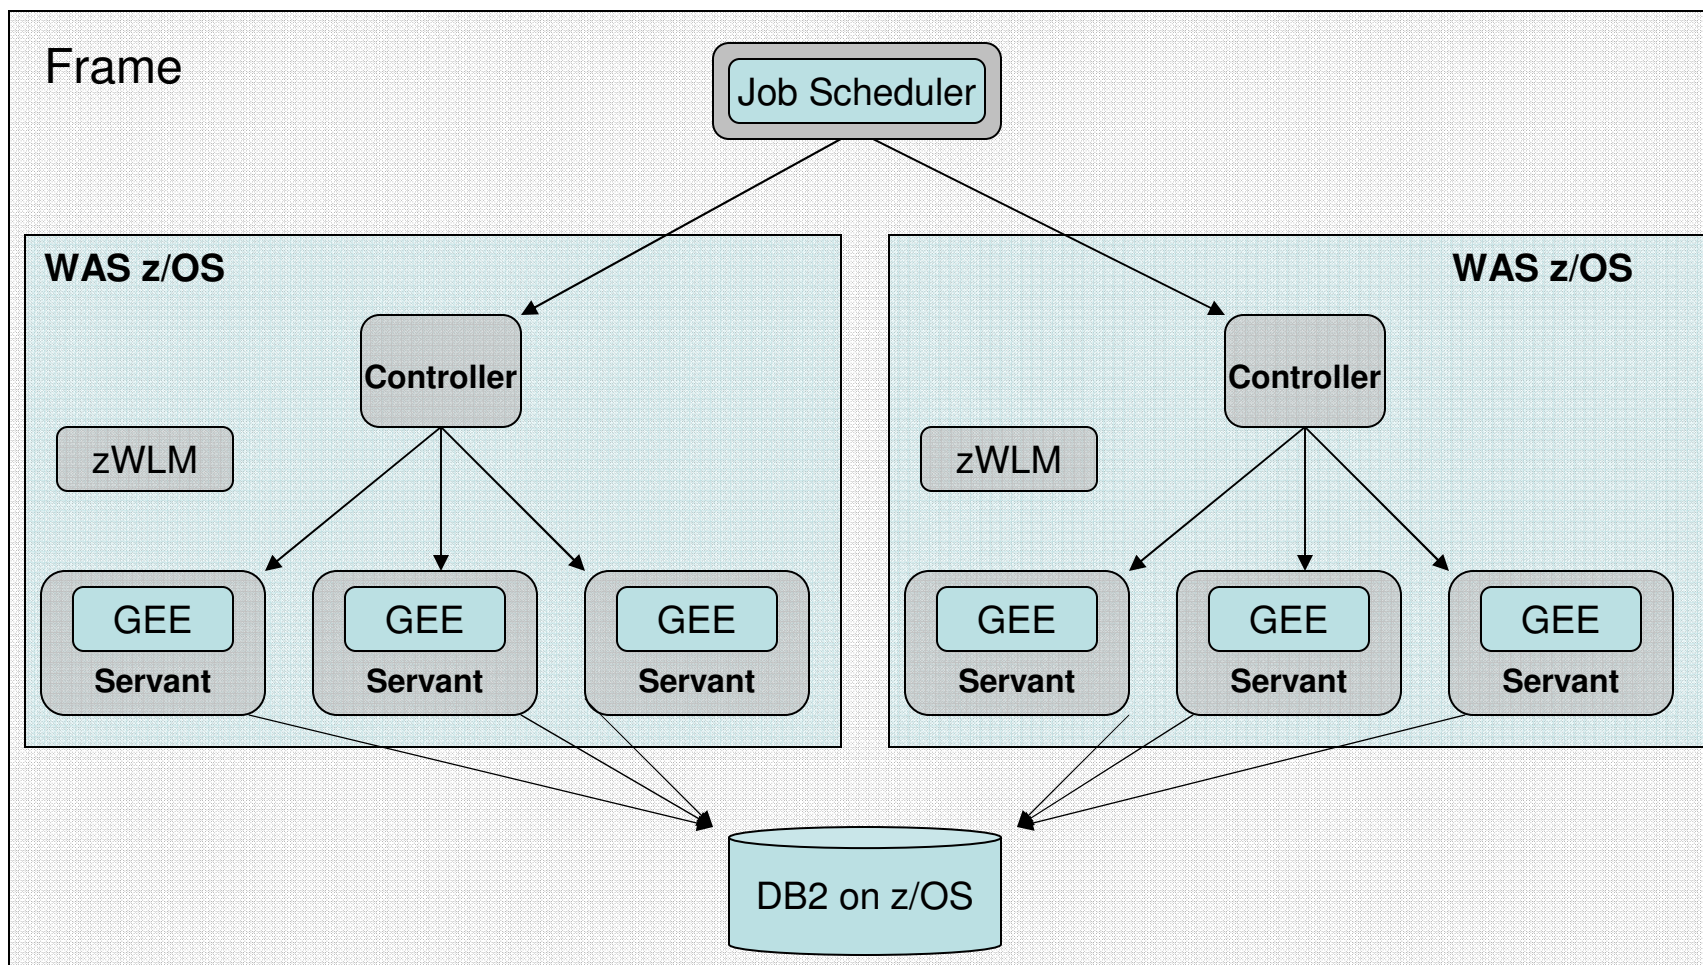 Frame
Job Scheduler
WAS z/OS
WAS z/OS
Controller
Controller
zWLM
zWLM
GEE
GEE
GEE
GEE
GEE
GEE
Servant
Servant
Servant
Servant
Servant
Servant
DB2 on z/OS